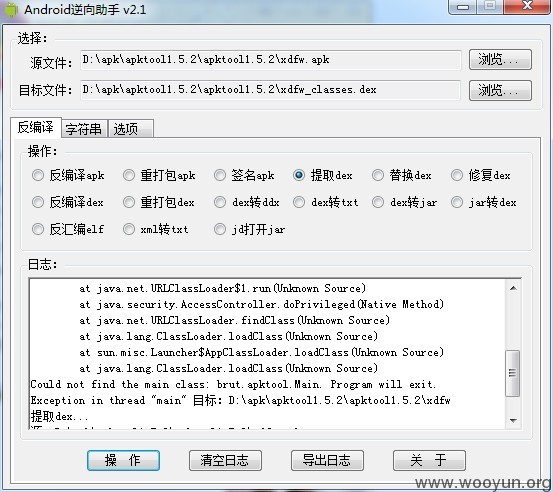 Android逆向助手 v2.1
选择:
源文件: D:\apk\apktool1.5.2\apktool1.5.2\xdfw.apk 浏览...
目标文件: D:\apk\apktool1.5.2\apktool1.5.2\xdfw_classes.dex 浏览...
反编译 字符串 选项
操作:
反编译apk 重打包apk 签名apk 提取dex 替换dex 修复dex
反编译dex 重打包dex dex转ddx dex转txt dex转jar jar转dex
反汇编elf xml转txt jd打开jar
日志:
at java.net.URLClassLoader$1.run(Unknown Source)
at java.security.AccessController.doPrivileged(Native Method)
at java.net.URLClassLoader.findClass(Unknown Source)
at java.lang.ClassLoader.loadClass(Unknown Source)
at sun.misc.Launcher$AppClassLoader.loadClass(Unknown Source)
at java.lang.ClassLoader.loadClass(Unknown Source)
Could not find the main class: brut.apktool.Main. Program will exit.
Exception in thread "main" 目标: D:\apk\apktool1.5.2\apktool1.5.2\xdfw
提取dex...
操 作 清空日志 导出日志 关 于
www.wooyun.org